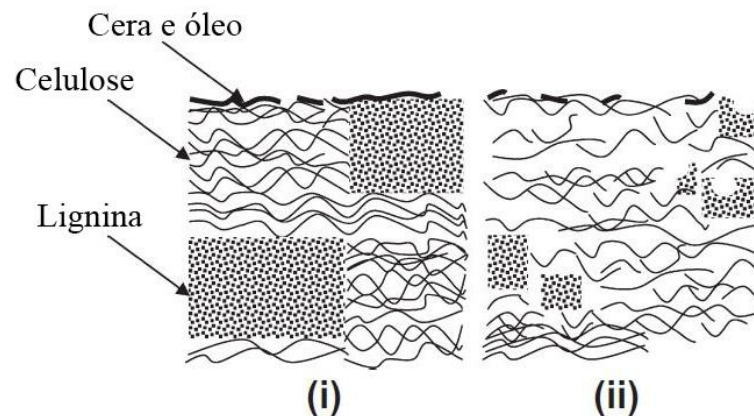 Cera e óleo
Celulose
Lignina
(i)
(ii)